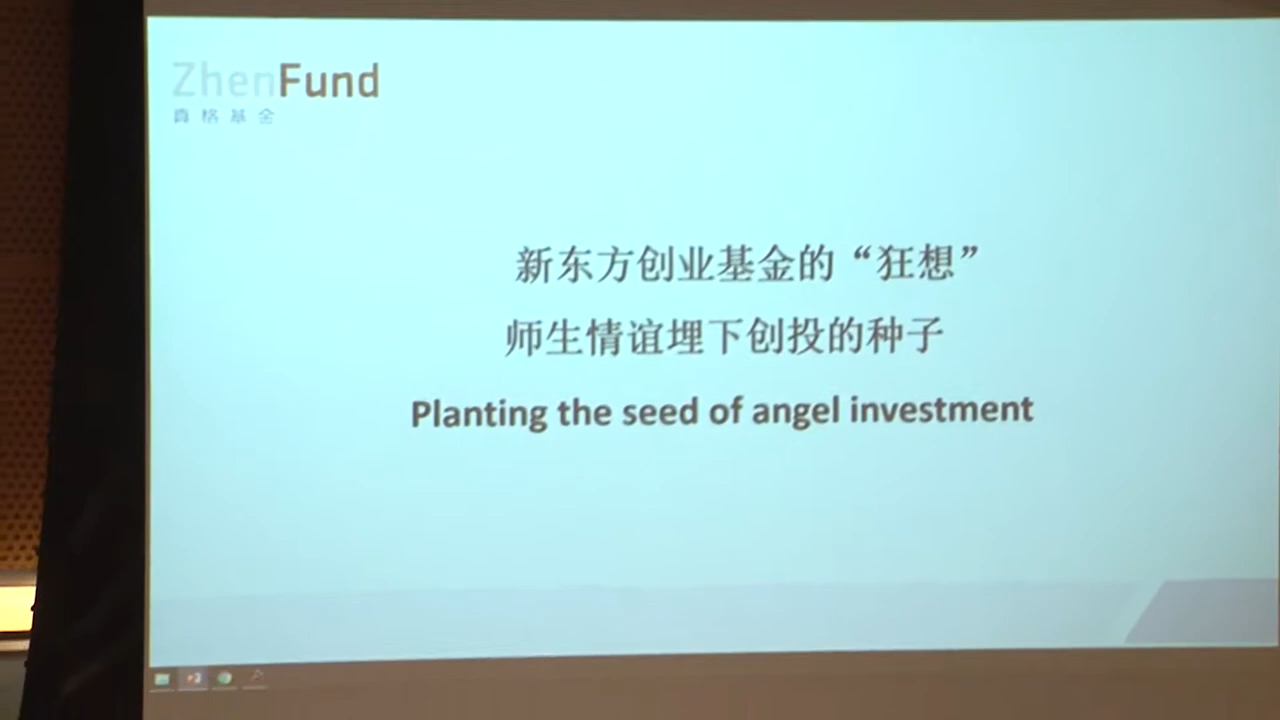 ZhenFund
真格基金
新东方创业基金的“狂想”
师生情谊埋下创投的种子
Planting the seed of angel investment